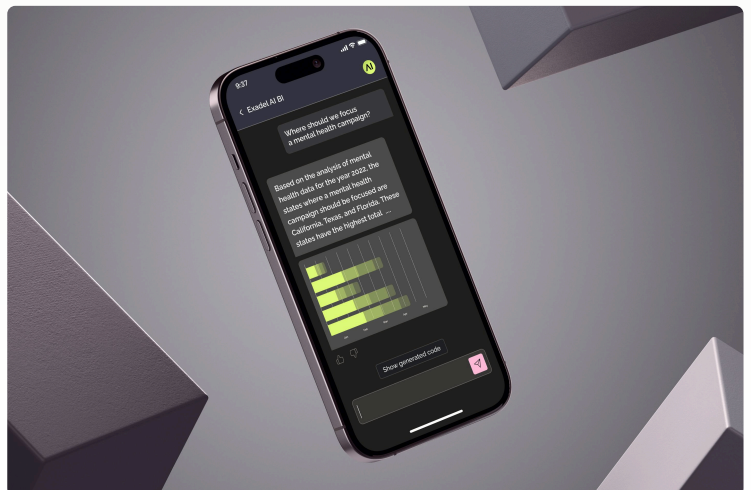 9:37
Exadel AI BI
AI
Where should we focus
a mental health campaign?
Based on the analysis of mental
health data for the year 2022, the
states where a mental health
campaign should be focused are
California, Texas, and Florida. These
states have the highest total ...
Show generated code